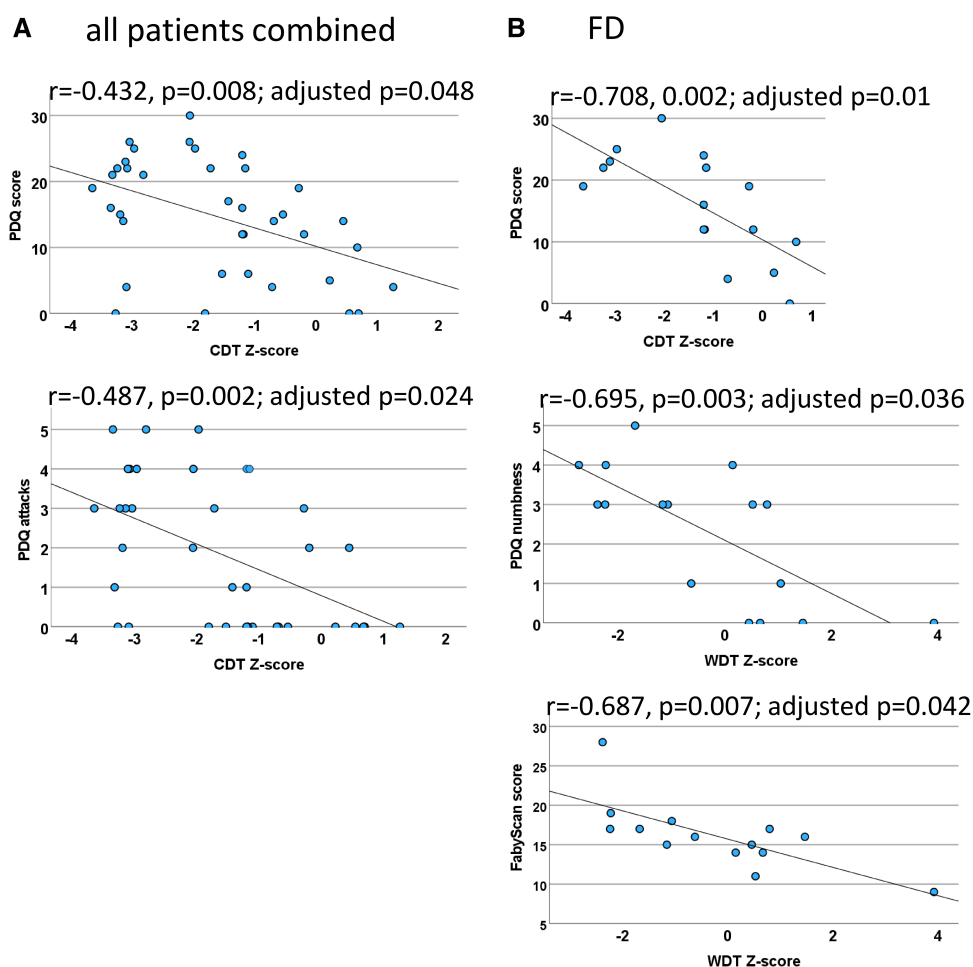 A all patients combined
r=-0.432, p=0.008; adjusted p=0.048
30
20
10
0
PDQ score
-4 -3 -2 -1 0 1 2
CDT Z-score
r=-0.487, p=0.002; adjusted p=0.024
5
4
3
2
1
0
PDQ attacks
-4 -3 -2 -1 0 1 2
CDT Z-score
B FD
r=-0.708, 0.002; adjusted p=0.01
30
20
10
0
PDQ score
-4 -3 -2 -1 0 1
CDT Z-score
r=-0.695, p=0.003; adjusted p=0.036
5
4
3
2
1
0
PDQ numbness
-2 0 2 4
WDT Z-score
r=-0.687, p=0.007; adjusted p=0.042
30
25
20
15
10
5
FabyScan score
-2 0 2 4
WDT Z-score